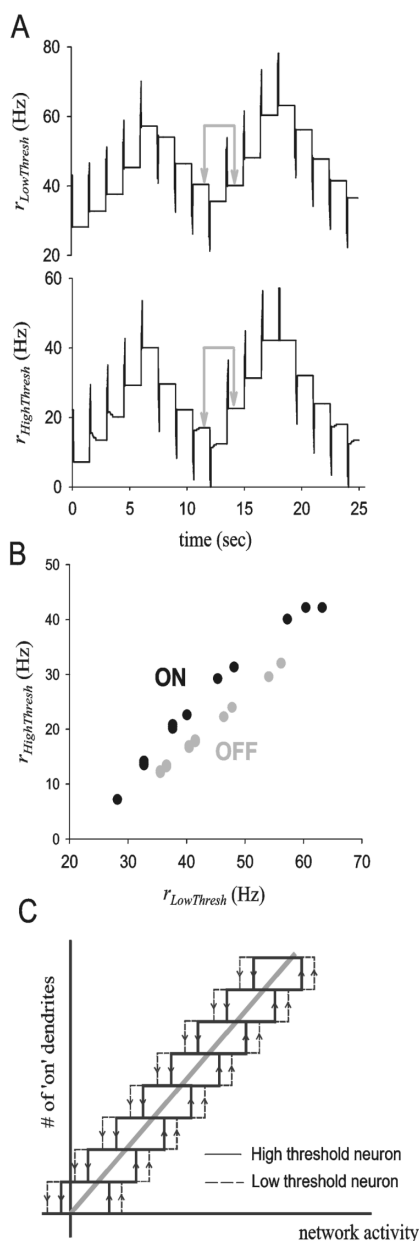 A
80
60
40
20
r_LowThresh (Hz)
60
40
20
0
r_HighThresh (Hz)
0 5 10 15 20 25
time (sec)
B
50
40
30
20
10
0
r_HighThresh
(Hz)
ON
OFF
20 30 40 50 60 70
r_LowThresh (Hz)
C
# of 'on' dendrites
High threshold neuron
Low threshold neuron
network activity